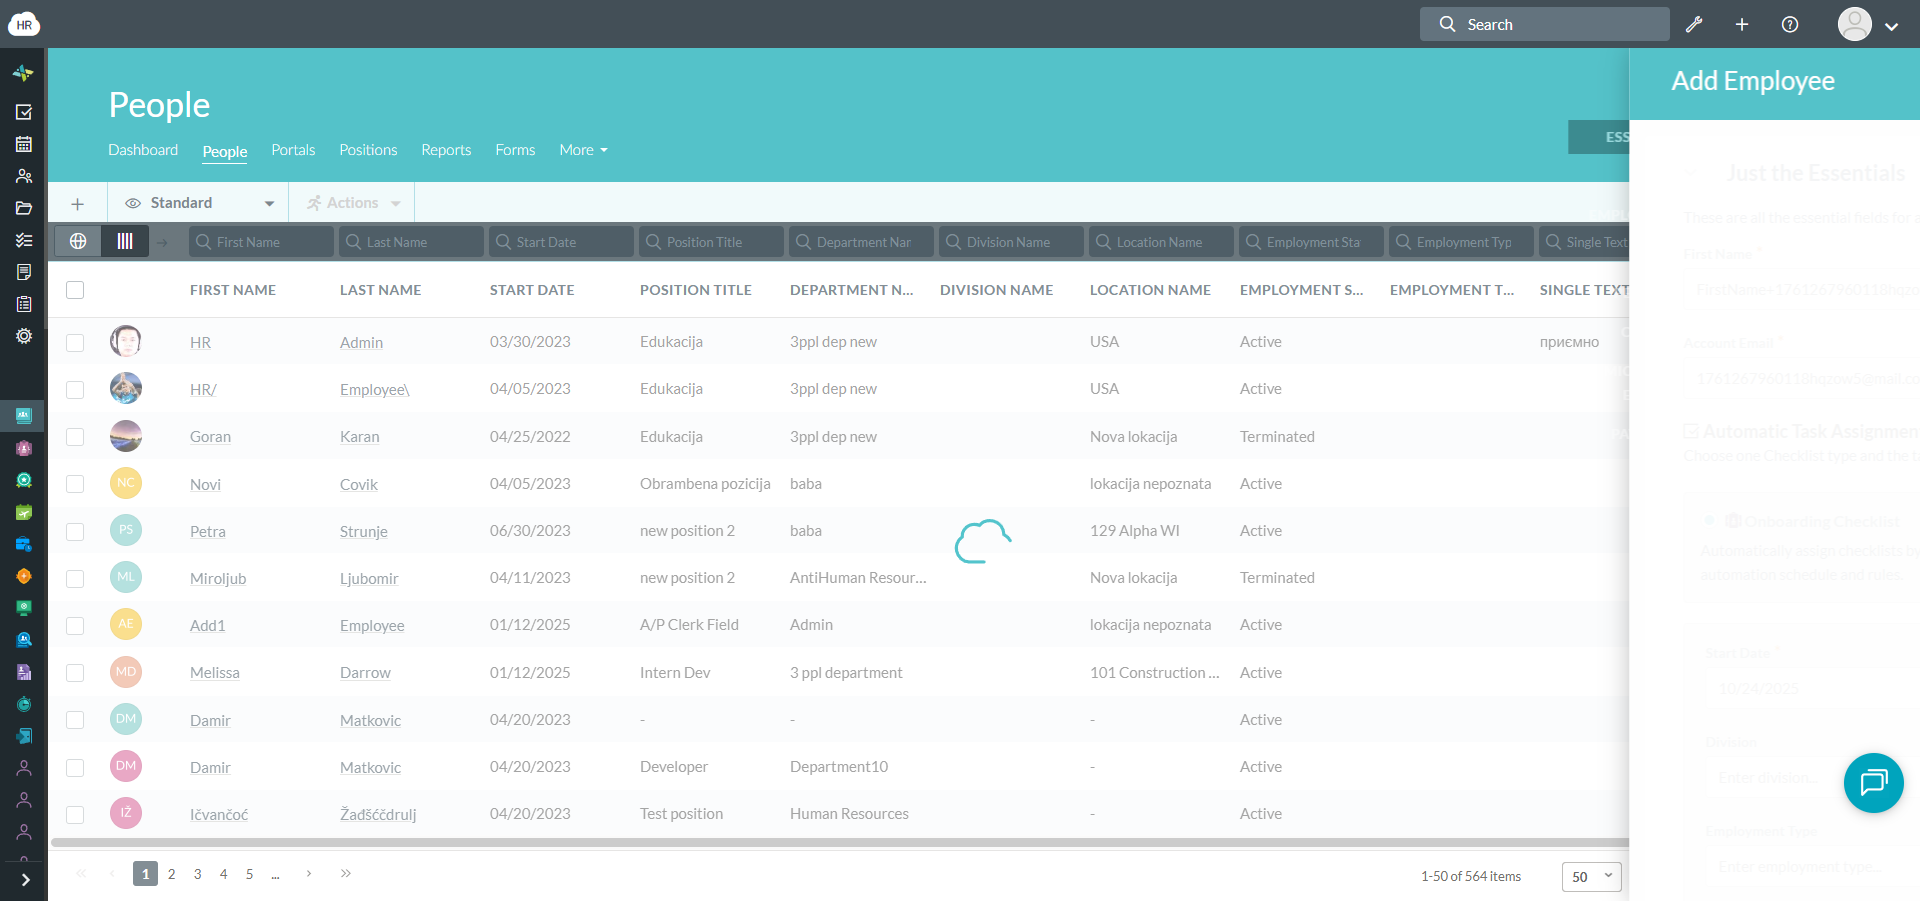 HR
Search
People
Add Employee
Dashboard People Portals Positions Reports Forms More
ESS
Just the Essentials
Standard Actions
These are all the essential fields for a
First Name Last Name Start Date Position Title Department Nar Division Name Location Name Employment Sta Employment Typ Single Text
First Name *
FIRST NAME LAST NAME START DATE POSITION TITLE DEPARTMENT N... DIVISION NAME LOCATION NAME EMPLOYMENT S... EMPLOYMENT T... SINGLE TEXT
FirstName+1761267960118hqzo
HR Admin 03/30/2023 Edukacija 3ppl dep new USA Active приємно
Account Email *
1761267960118hqzow5@mail.co
HR/ Employee\ 04/05/2023 Edukacija 3ppl dep new USA Active
Automatic Task Assignmen
Goran Karan 04/25/2022 Edukacija 3ppl dep new Nova lokacija Terminated
Choose one Checklist type and the t
NC Novi Covik 04/05/2023 Obrambena pozicija baba lokacija nepoznata Active
Onboarding Checklist
PS Petra Strunje 06/30/2023 new position 2 baba 129 Alpha WI Active
Automatically assign checklists by
automation schedule and rules.
ML Miroljub Ljubomir 04/11/2023 new position 2 AntiHuman Resour... Nova lokacija Terminated
AE Add1 Employee 01/12/2025 A/P Clerk Field Admin lokacija nepoznata Active
Start Date *
MD Melissa Darrow 01/12/2025 Intern Dev 3 ppl department 101 Construction ... Active
10/24/2025
DM Damir Matkovic 04/20/2023 - - - Active
Division
DM Damir Matkovic 04/20/2023 Developer Department10 - Active
Enter division...
IŽ Ičvančoć Žađšćčdrulj 04/20/2023 Test position Human Resources - Active
Employment Type
Enter employment type...
1 2 3 4 5 ... 1-50 of 564 items 50